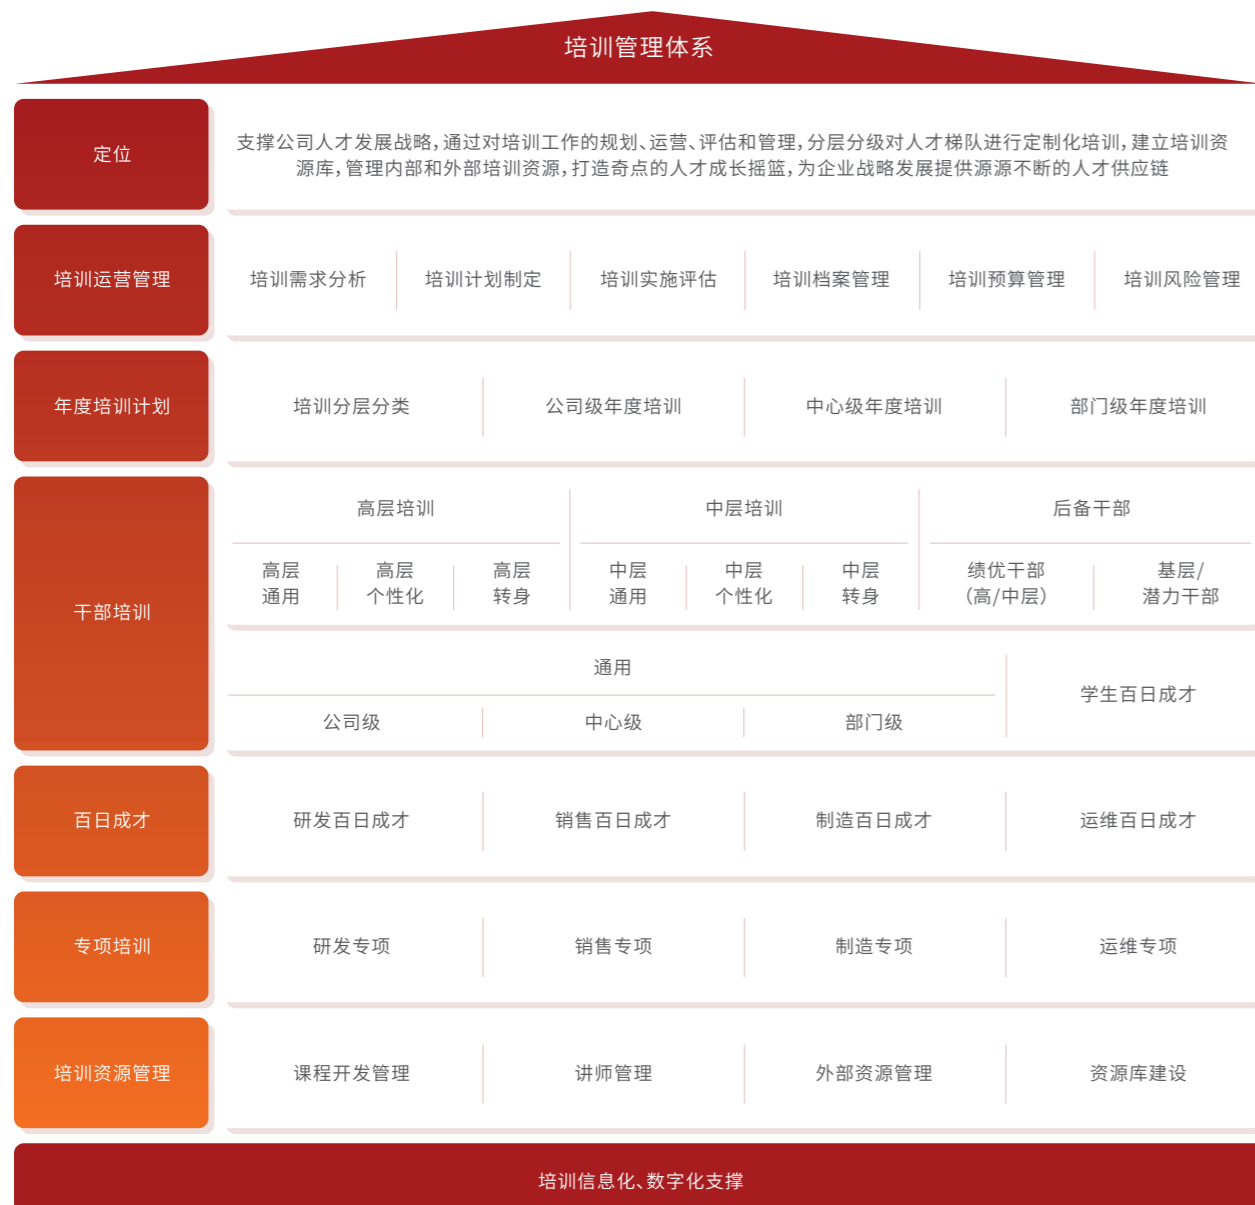 培训管理体系
定位
支撑公司人才发展战略，通过对培训工作的规划、运营、评估和管理，分层分级对人才梯队进行定制化培训，建立培训资
源库，管理内部和外部培训资源，打造奇点的人才成长摇篮，为企业战略发展提供源源不断的人才供应链
培训运营管理
培训需求分析
培训计划制定
培训实施评估
培训档案管理
培训预算管理
培训风险管理
年度培训计划
培训分层分类
公司级年度培训
中心级年度培训
部门级年度培训
干部培训
高层培训
高层
通用
高层
个性化
高层
转身
中层培训
中层
通用
中层
个性化
中层
转身
后备干部
绩优干部
（高/中层）
基层/
潜力干部
通用
公司级
中心级
部门级
学生百日成才
百日成才
研发百日成才
销售百日成才
制造百日成才
运维百日成才
专项培训
研发专项
销售专项
制造专项
运维专项
培训资源管理
课程开发管理
讲师管理
外部资源管理
资源库建设
培训信息化、数字化支撑